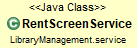 <<Java Class>>
RentScreenService
LibraryManagement.service